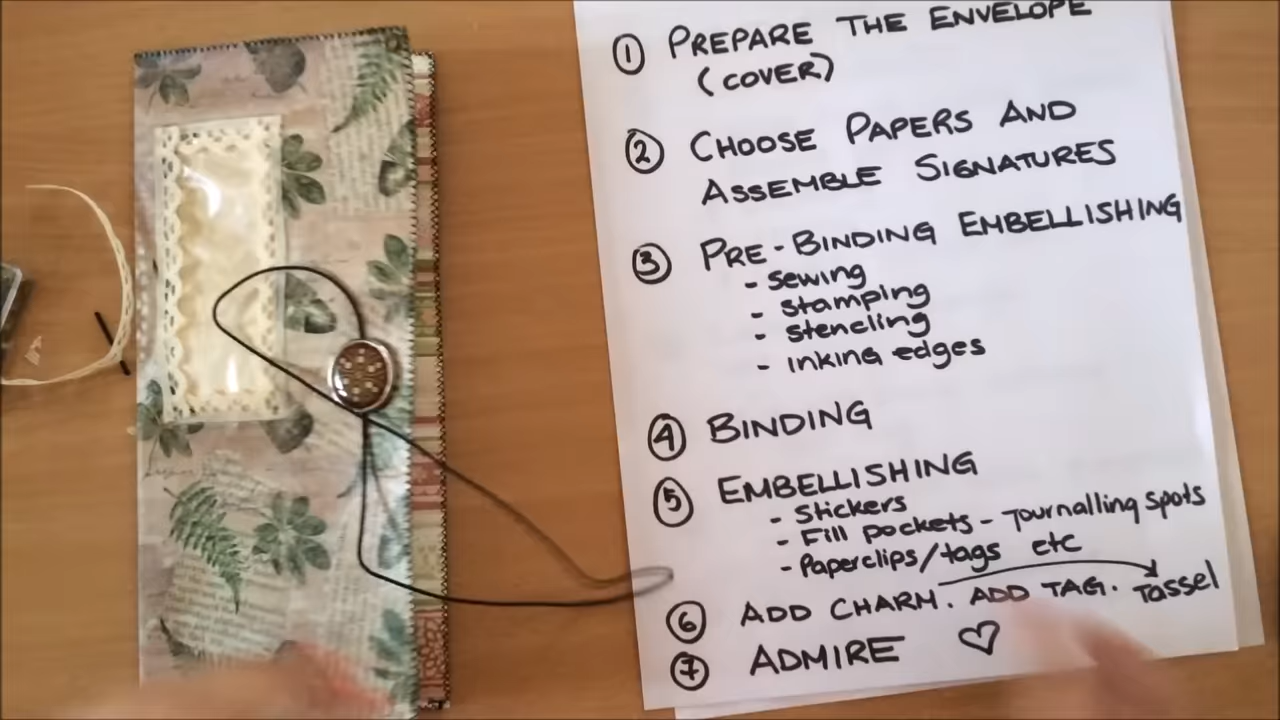 ① PREPARE THE ENVELOPE
(COVER)
② CHOOSE PAPERS AND
ASSEMBLE SIGNATURES
③ PRE-BINDING EMBELLISHING
- Sewing
- Stamping
- Stencling
- inking edges
④ BINDING
⑤ EMBELLISHING
- Stickers
- Fill pockets - Journalling spots
- Paperclips/tags etc
⑥ ADD CHARM. ADD TAG. Tassel
⑦ ADMIRE ♡